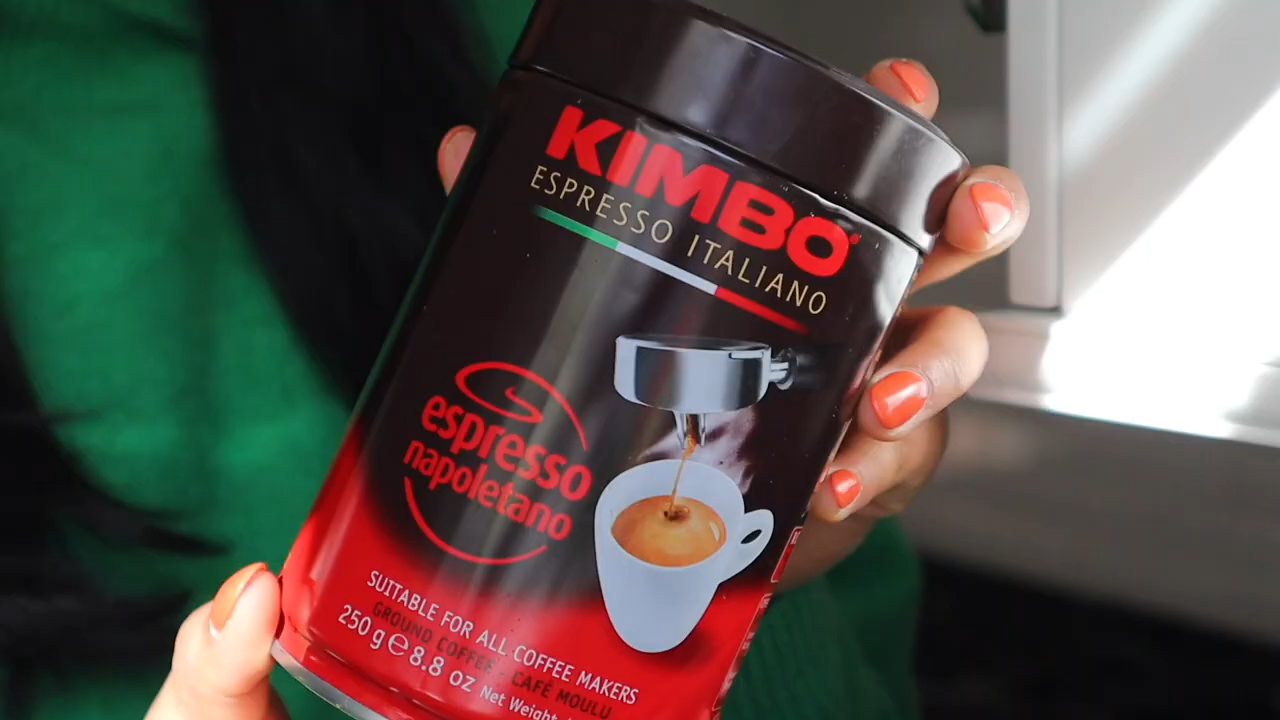 KIMBO
ESPRESSO ITALIANO
espresso
napoletano
SUITABLE FOR ALL COFFEE MAKERS
GROUND COFFEE - CAFÉ MOULU
250 g ℮ 8.8 oz Net Weight